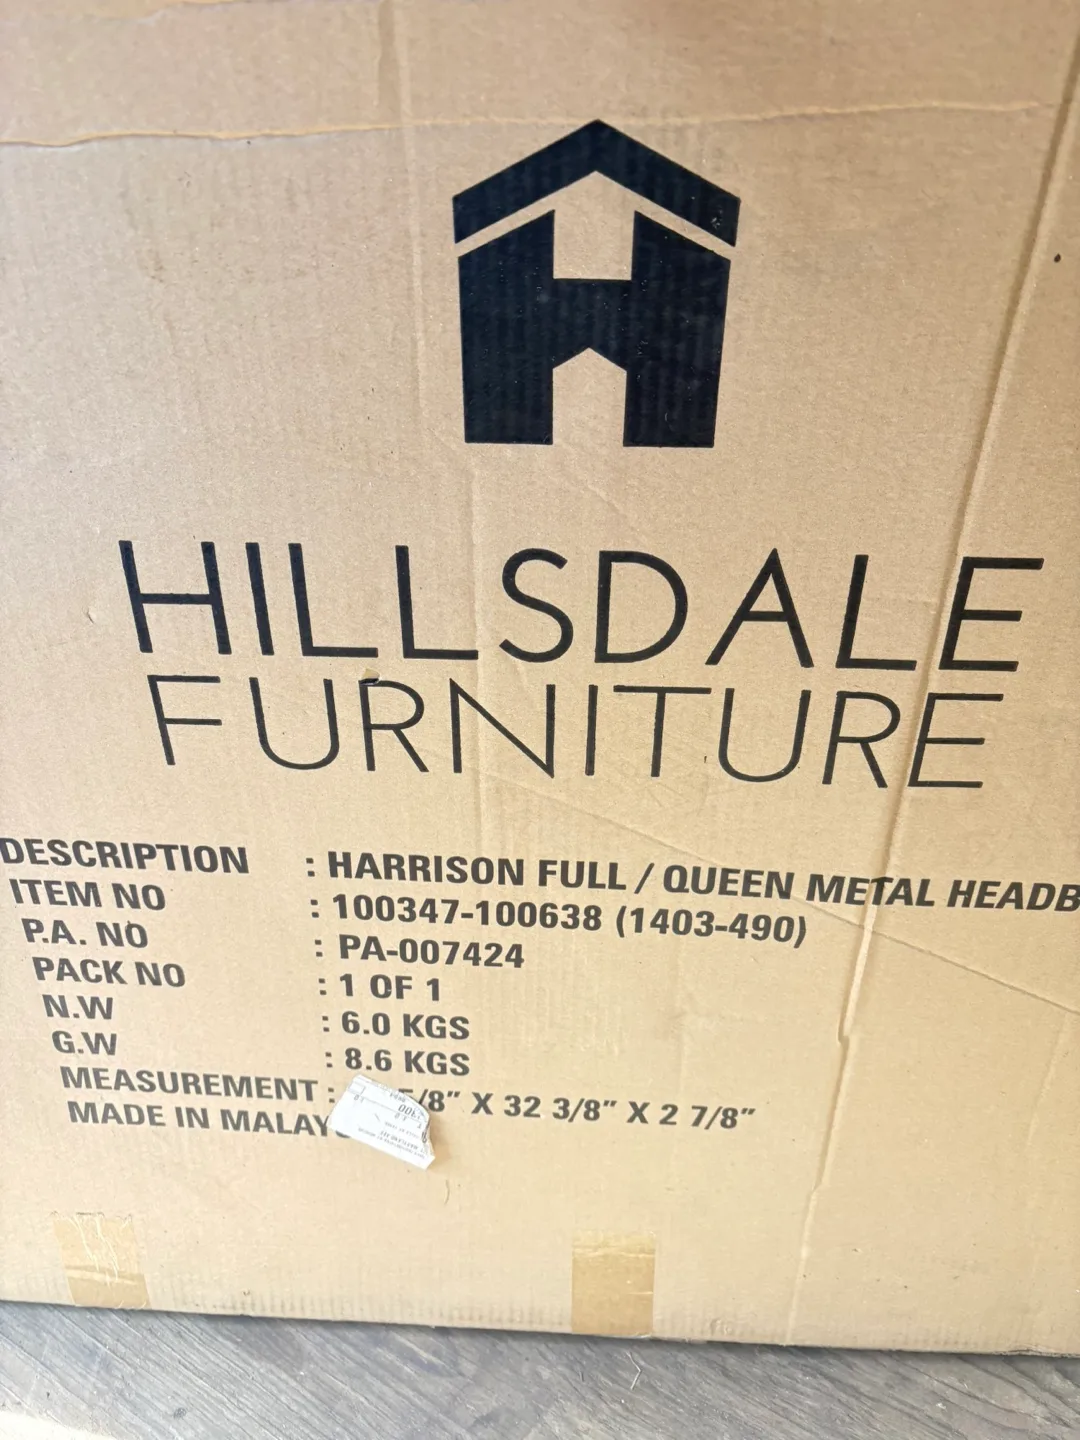 HILLSDALE
FURNITURE
DESCRIPTION : HARRISON FULL / QUEEN METAL HEADB
ITEM NO : 100347-100638 (1403-490)
P.A. NO : PA-007424
PACK NO : 1 OF 1
N.W : 6.0 KGS
G.W : 8.6 KGS
MEASUREMENT : 5/8" X 32 3/8" X 2 7/8"
MADE IN MALAY